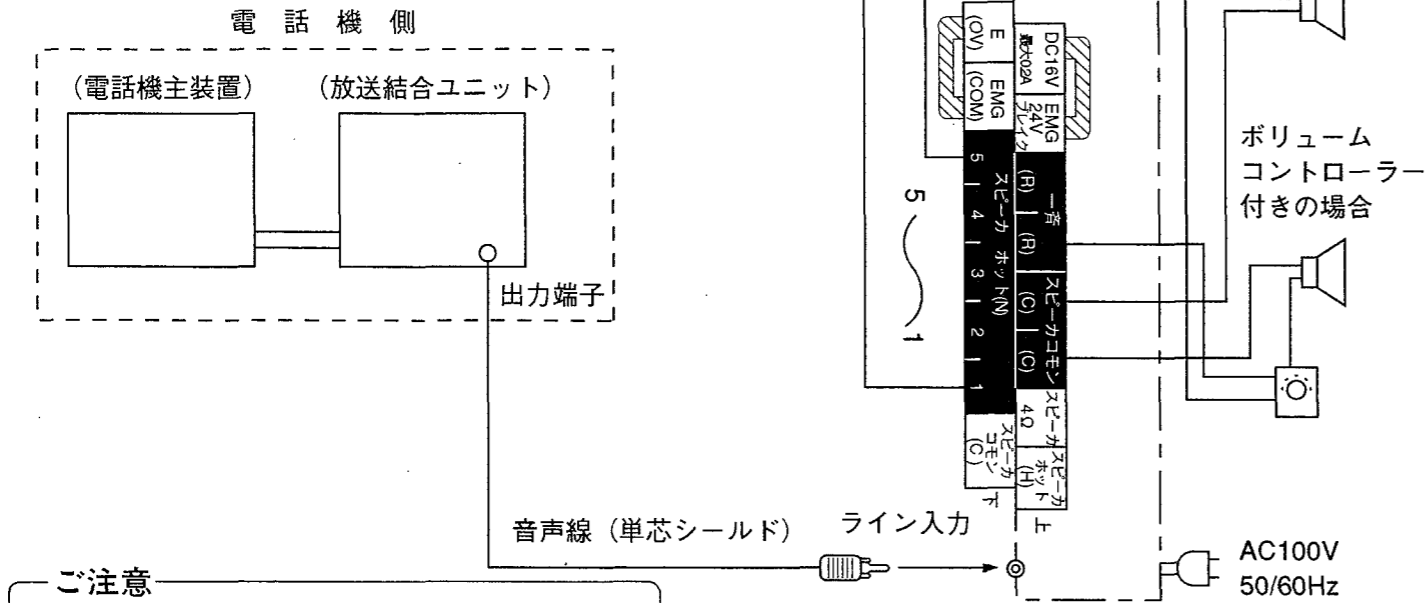 電話機側
(電話機主装置)
(放送結合ユニット)
出力端子
音声線(単芯シールド)
ライン入力
ご注意
E
(OV)
EMG
(COM)
5
4
3
2
1
スピーカ ホット(N)
スピーカ
コモン
(C)
下
DC16V
最大0.2A
EMG
24V
ブレイク
一斉
(R)
(R)
スピーカコモン
(C)
(C)
スピーカ
4Ω
スピーカ
ホット
(H)
上
5
1
ボリューム
コントローラー
付きの場合
AC100V
50/60Hz